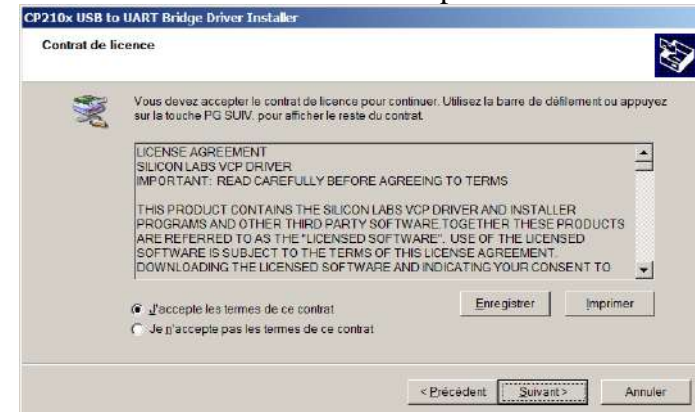 CP210x USB to UART Bridge Driver Installer
Contrat de licence
Vous devez accepter le contrat de licence pour continuer. Utilisez la barre de défilement ou appuyez
sur la touche PG SUIV. pour afficher le reste du contrat.
LICENSE AGREEMENT
SILICON LABS VCP DRIVER
IMPORTANT: READ CAREFULLY BEFORE AGREEING TO TERMS
THIS PRODUCT CONTAINS THE SILICON LABS VCP DRIVER AND INSTALLER
PROGRAMS AND OTHER THIRD PARTY SOFTWARE.TOGETHER THESE PRODUCTS
ARE REFERRED TO AS THE "LICENSED SOFTWARE". USE OF THE LICENSED
SOFTWARE IS SUBJECT TO THE TERMS OF THIS LICENSE AGREEMENT.
DOWNLOADING THE LICENSED SOFTWARE AND INDICATING YOUR CONSENT TO
J'accepte les termes de ce contrat
Je n'accepte pas les termes de ce contrat
Enregistrer
Imprimer
< Précédent
Suivant >
Annuler